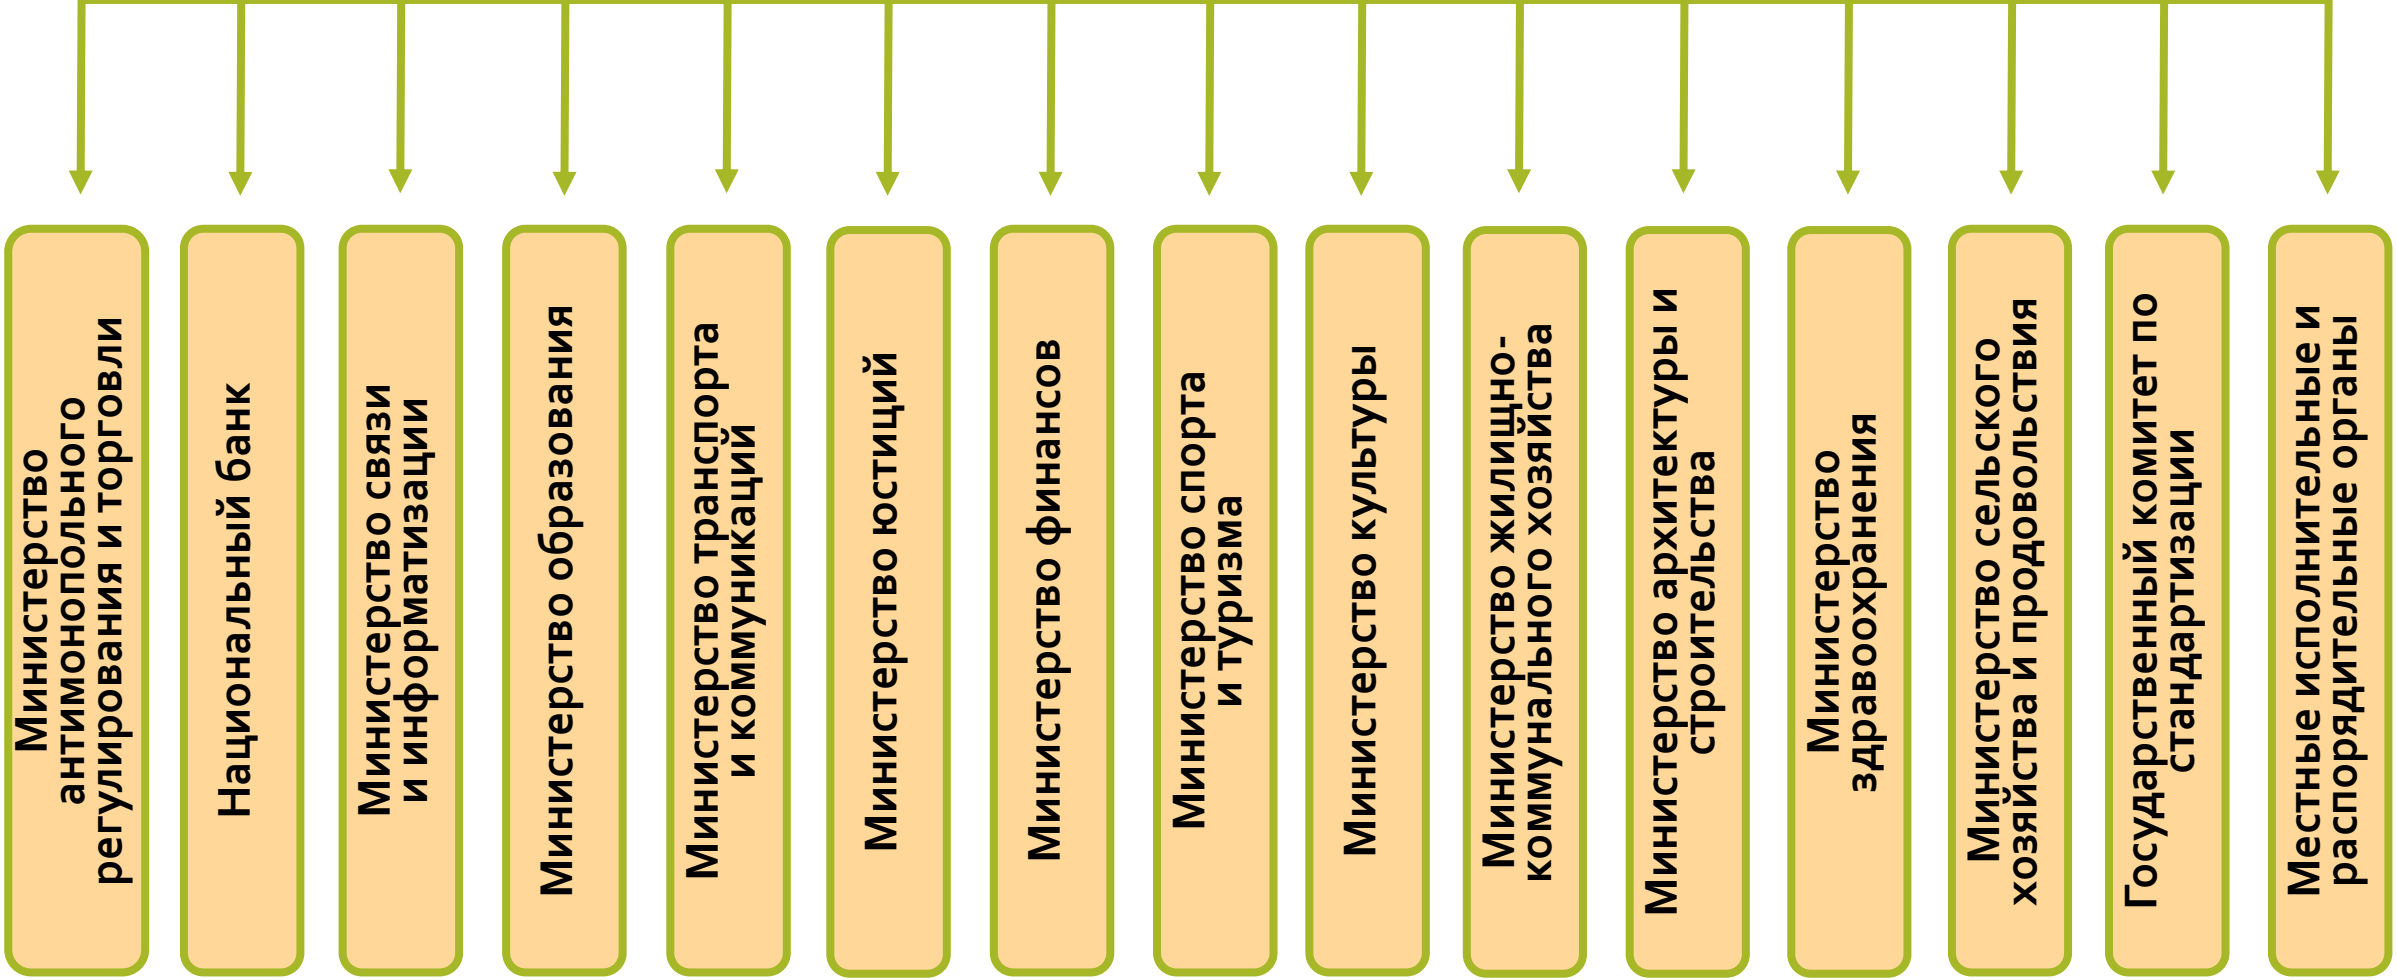 Министерство
антимонопольного
регулирования и торговли
Национальный банк
Министерство связи
и информатизации
Министерство образования
Министерство транспорта
и коммуникаций
Министерство юстиций
Министерство финансов
Министерство спорта
и туризма
Министерство культуры
Министерство жилищно-
коммунального хозяйства
Министерство архитектуры и
строительства
Министерство
здравоохранения
Министерство сельского
хозяйства и продовольствия
Государственный комитет по
стандартизации
Местные исполнительные и
распорядительные органы